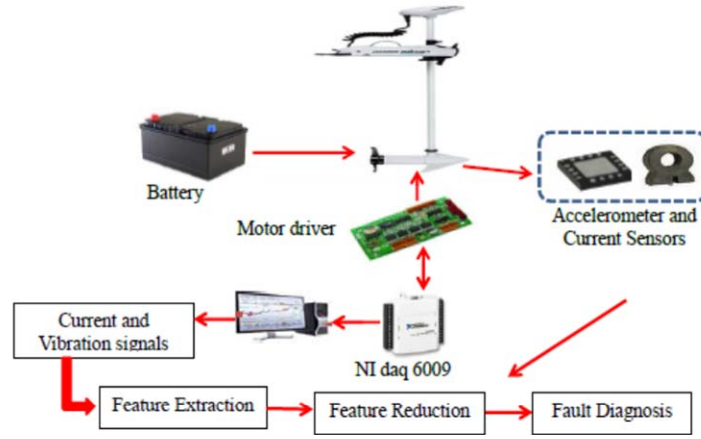 Battery
Motor driver
Accelerometer and
Current Sensors
Current and
Vibration signals
NI daq 6009
Feature Extraction
Feature Reduction
Fault Diagnosis